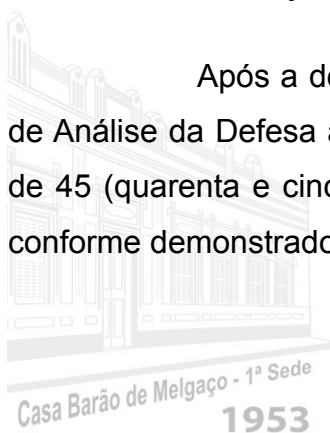 Após a de
de Análise da Defesa a
de 45 (quarenta e cinc
conforme demonstrado
Casa Barão de Melgaço - 1ª Sede
1953